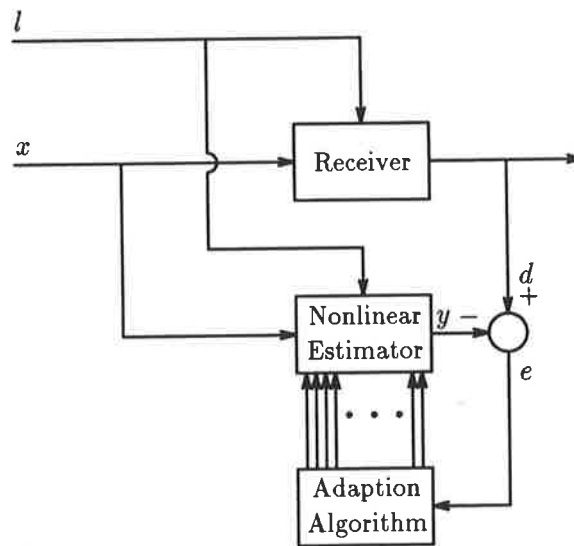 l
x
Receiver
d
+
Nonlinear
Estimator
y −
e
• • •
Adaption
Algorithm